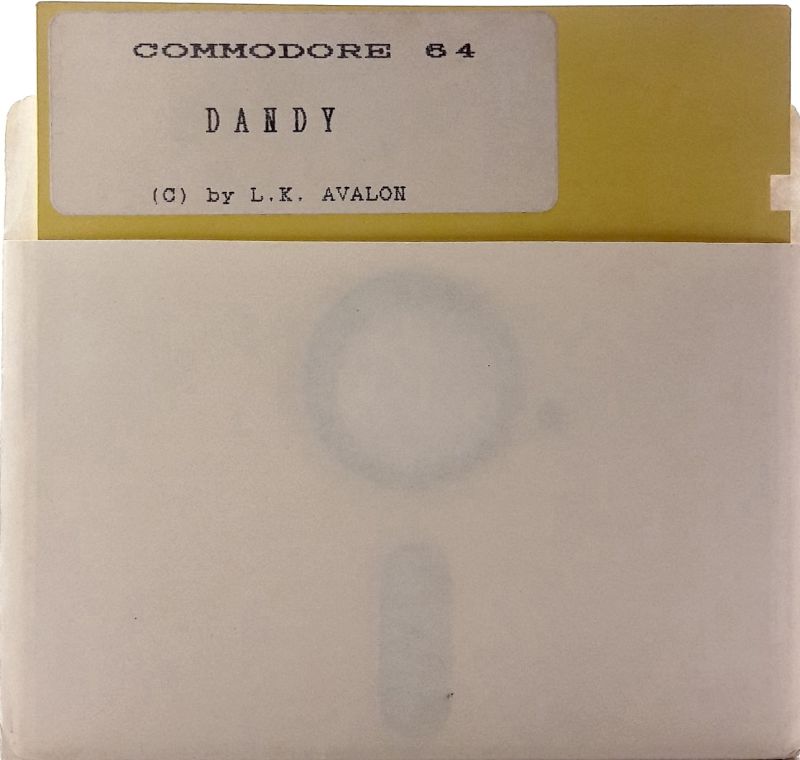 COMMODORE 64
DANDY
(C) by L.K. AVALON